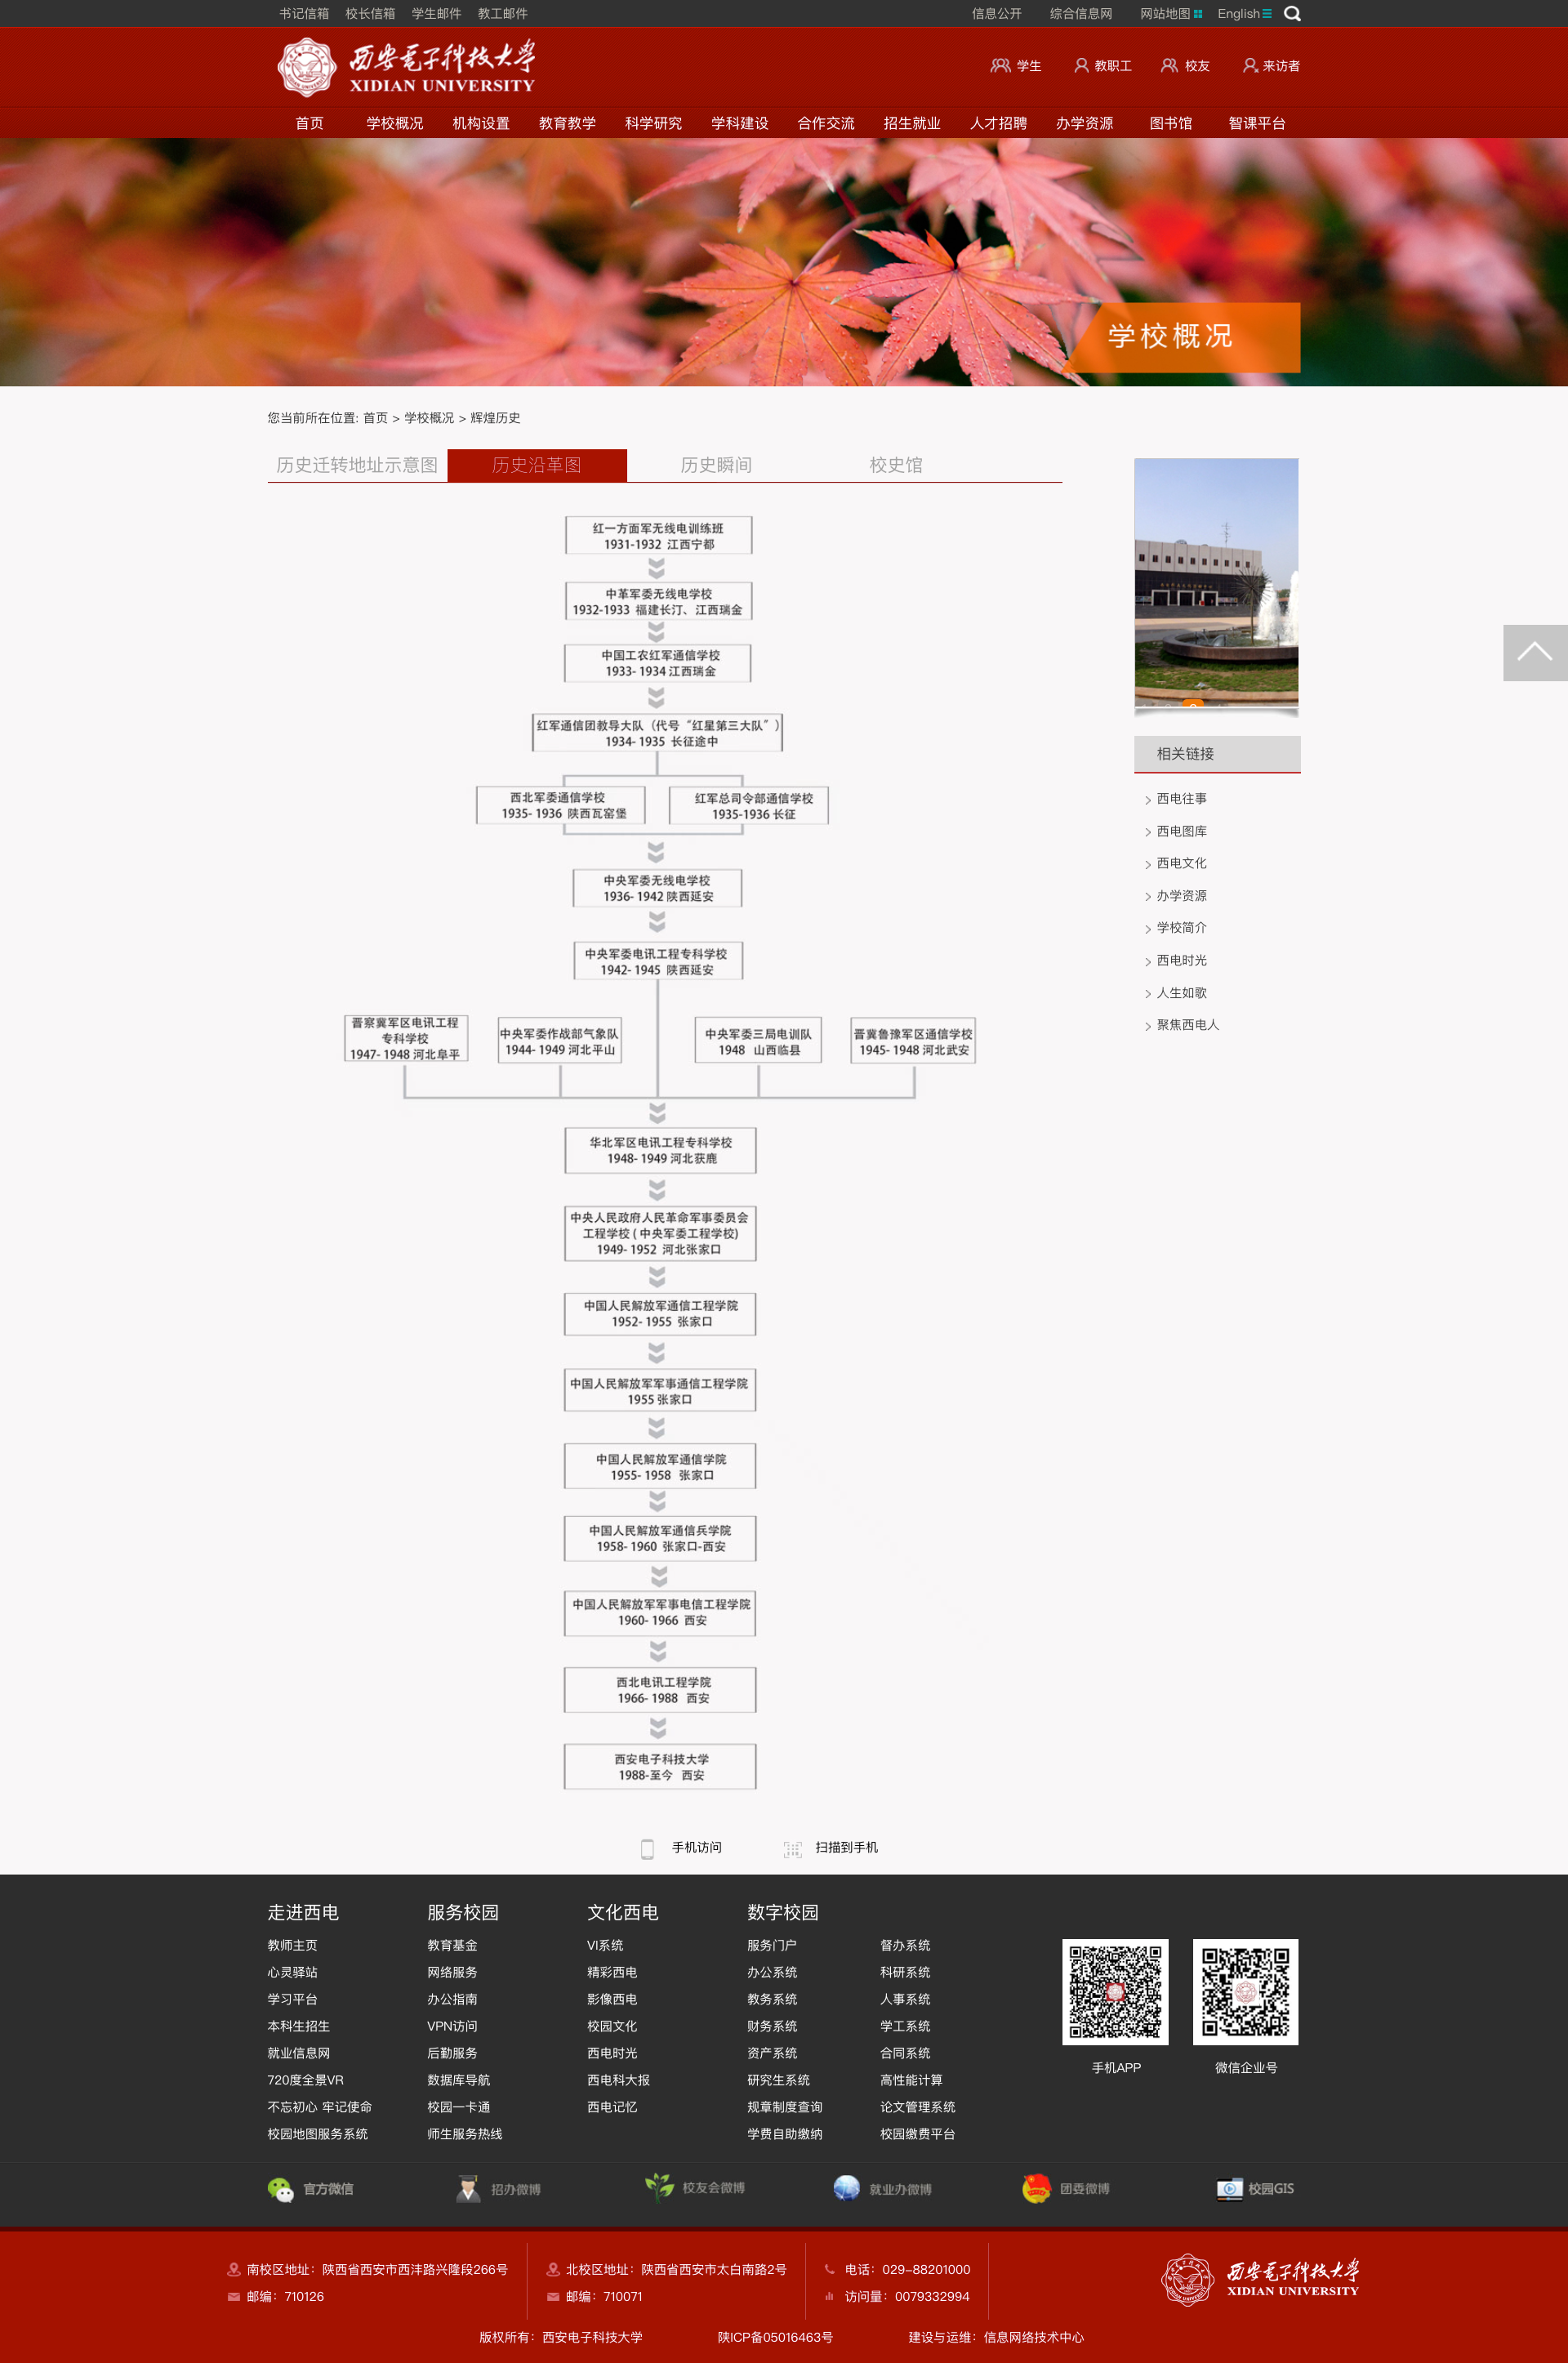 书记信箱 校长信箱 学生邮件 教工邮件 信息公开 综合信息网 网站地图 English
西安电子科技大学
XIDIAN UNIVERSITY
学生 教职工 校友 来访者
首页 学校概况 机构设置 教育教学 科学研究 学科建设 合作交流 招生就业 人才招聘 办学资源 图书馆 智课平台
学校概况
您当前所在位置: 首页 > 学校概况 > 辉煌历史
历史迁转地址示意图 历史沿革图 历史瞬间 校史馆
红一方面军无线电训练班
1931-1932 江西宁都
中革军委无线电学校
1932-1933 福建长汀、江西瑞金
中国工农红军通信学校
1933- 1934 江西瑞金
红军通信团教导大队（代号“红星第三大队”）
1934- 1935 长征途中
西北军委通信学校
1935- 1936 陕西瓦窑堡
红军总司令部通信学校
1935-1936 长征
中央军委无线电学校
1936- 1942 陕西延安
中央军委电讯工程专科学校
1942- 1945 陕西延安
晋察冀军区电讯工程
专科学校
1947- 1948 河北阜平
中央军委作战部气象队
1944- 1949 河北平山
中央军委三局电训队
1948 山西临县
晋冀鲁豫军区通信学校
1945- 1948 河北武安
华北军区电讯工程专科学校
1948- 1949 河北获鹿
中央人民政府人民革命军事委员会
工程学校 ( 中央军委工程学校)
1949- 1952 河北张家口
中国人民解放军通信工程学院
1952- 1955 张家口
中国人民解放军军事通信工程学院
1955 张家口
中国人民解放军通信学院
1955- 1958 张家口
中国人民解放军通信兵学院
1958- 1960 张家口-西安
中国人民解放军军事电信工程学院
1960- 1966 西安
西北电讯工程学院
1966- 1988 西安
西安电子科技大学
1988-至今 西安
相关链接
西电往事
西电图库
西电文化
办学资源
学校简介
西电时光
人生如歌
聚焦西电人
手机访问 扫描到手机
走进西电
教师主页
心灵驿站
学习平台
本科生招生
就业信息网
720度全景VR
不忘初心 牢记使命
校园地图服务系统
服务校园
教育基金
网络服务
办公指南
VPN访问
后勤服务
数据库导航
校园一卡通
师生服务热线
文化西电
VI系统
精彩西电
影像西电
校园文化
西电时光
西电科大报
西电记忆
数字校园
服务门户
办公系统
教务系统
财务系统
资产系统
研究生系统
规章制度查询
学费自助缴纳
督办系统
科研系统
人事系统
学工系统
合同系统
高性能计算
论文管理系统
校园缴费平台
手机APP 微信企业号
官方微信 招办微博 校友会微博 就业办微博 团委微博 校园GIS
南校区地址：陕西省西安市西沣路兴隆段266号
邮编：710126
北校区地址：陕西省西安市太白南路2号
邮编：710071
电话：029-88201000
访问量：0079332994
西安电子科技大学
XIDIAN UNIVERSITY
版权所有：西安电子科技大学 陕ICP备05016463号 建设与运维：信息网络技术中心